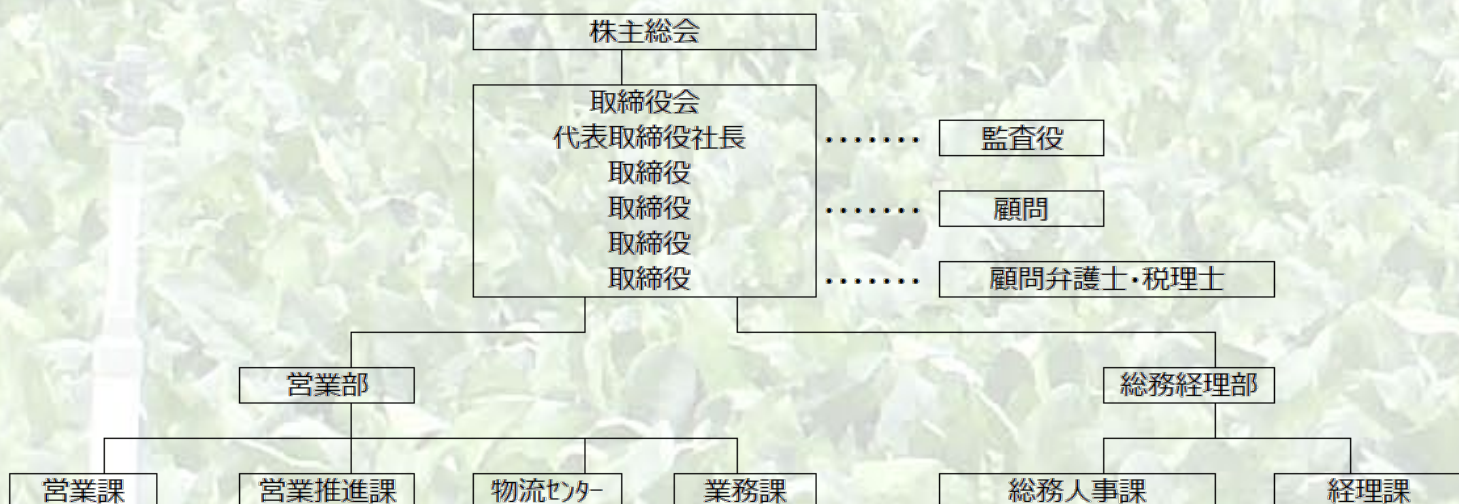 株主総会
取締役会
代表取締役社長 ・・・・・・・ 監査役
取締役
取締役 ・・・・・・・ 顧問
取締役
取締役 ・・・・・・・ 顧問弁護士・税理士
営業部 総務経理部
営業課 営業推進課 物流ｾﾝﾀｰ 業務課 総務人事課 経理課